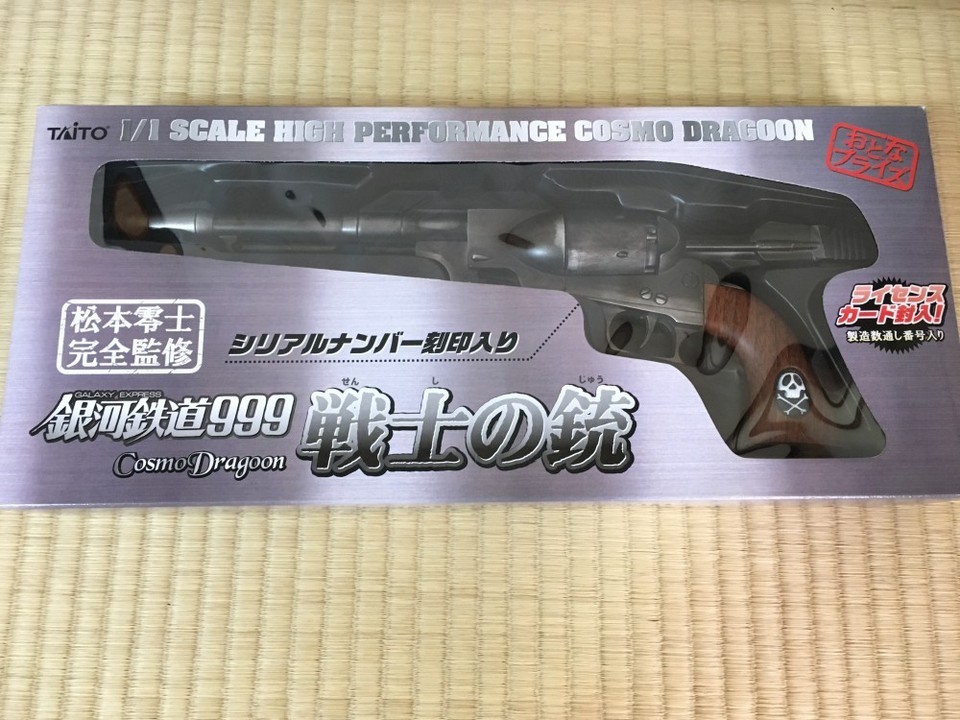 TAITO 1/1 SCALE HIGH PERFORMANCE COSMO DRAGOON
おとな
プライズ
松本零士
完全監修
シリアルナンバー刻印入り
ライセンス
カード封入!
製造数通し番号入り
GALAXY EXPRESS
銀河鉄道999
Cosmo Dragoon
せん し じゅう
戦士の銃